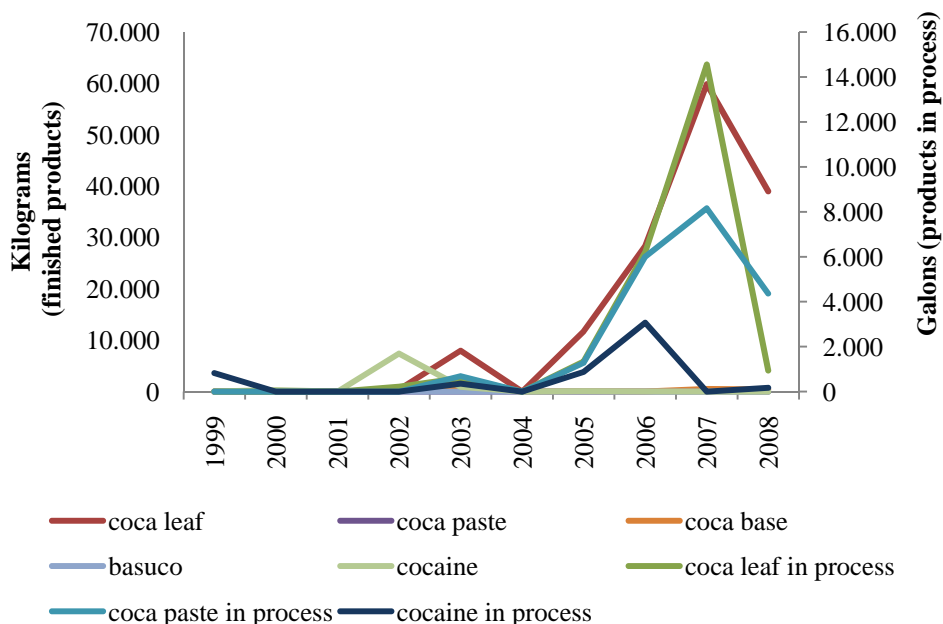 70.000
60.000
50.000
40.000
30.000
20.000
10.000
0
Kilograms
(finished products)
16.000
14.000
12.000
10.000
8.000
6.000
4.000
2.000
0
Galons (products in process)
1999
2000
2001
2002
2003
2004
2005
2006
2007
2008
coca leaf
coca paste
coca base
basuco
cocaine
coca leaf in process
coca paste in process
cocaine in process